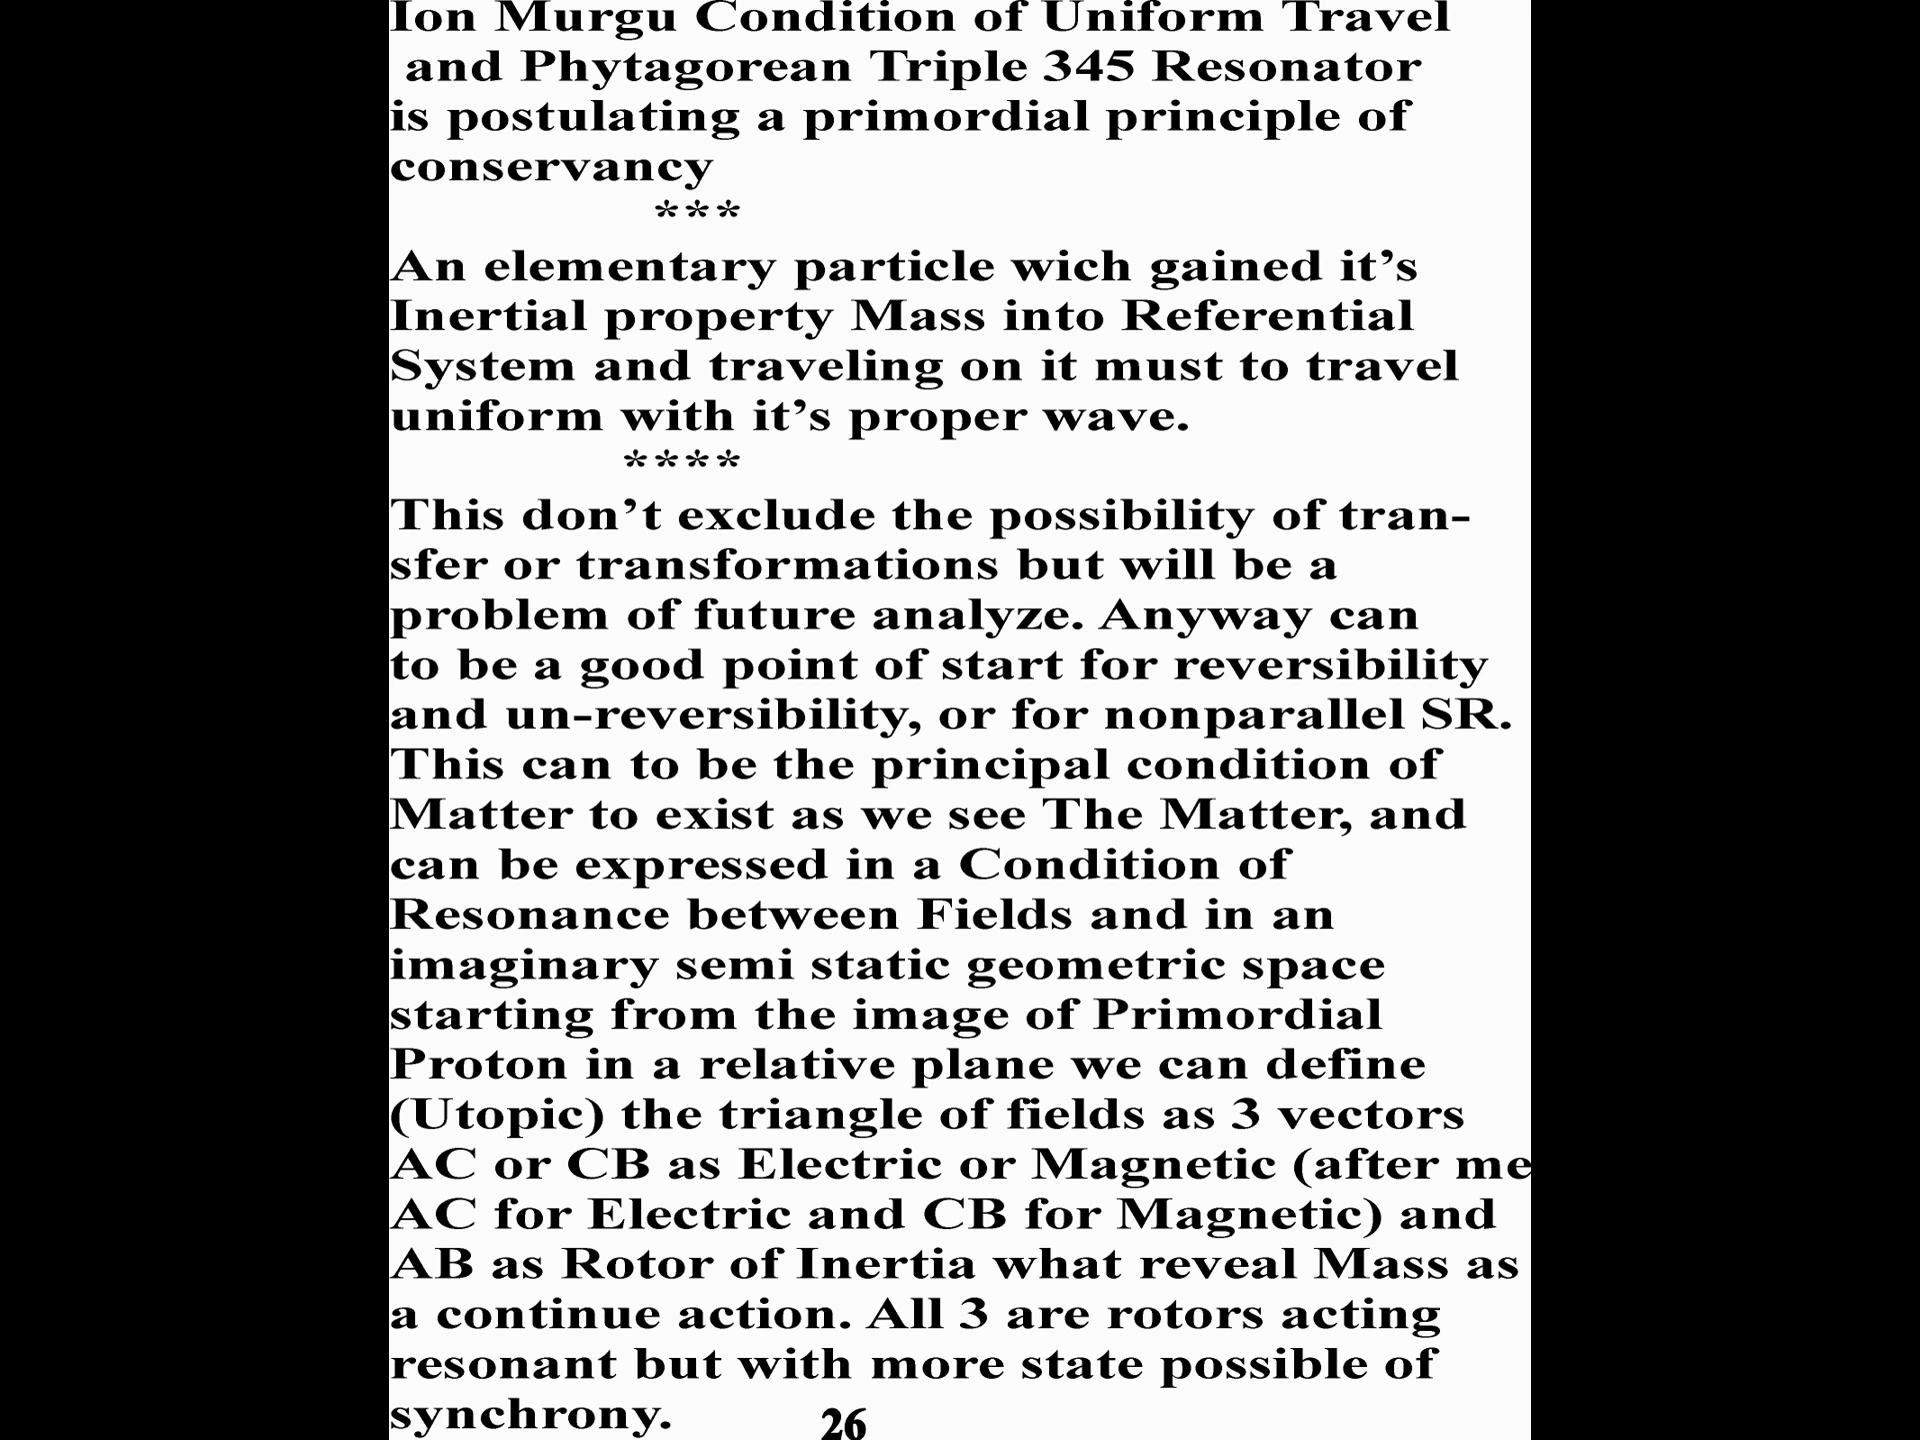 Ion Murgu Condition of Uniform Travel
and Phytagorean Triple 345 Resonator
is postulating a primordial principle of
conservancy
***
An elementary particle wich gained it’s
Inertial property Mass into Referential
System and traveling on it must to travel
uniform with it’s proper wave.
****
This don’t exclude the possibility of tran-
sfer or transformations but will be a
problem of future analyze. Anyway can
to be a good point of start for reversibility
and un-reversibility, or for nonparallel SR.
This can to be the principal condition of
Matter to exist as we see The Matter, and
can be expressed in a Condition of
Resonance between Fields and in an
imaginary semi static geometric space
starting from the image of Primordial
Proton in a relative plane we can define
(Utopic) the triangle of fields as 3 vectors
AC or CB as Electric or Magnetic (after me
AC for Electric and CB for Magnetic) and
AB as Rotor of Inertia what reveal Mass as
a continue action. All 3 are rotors acting
resonant but with more state possible of
synchrony.
26